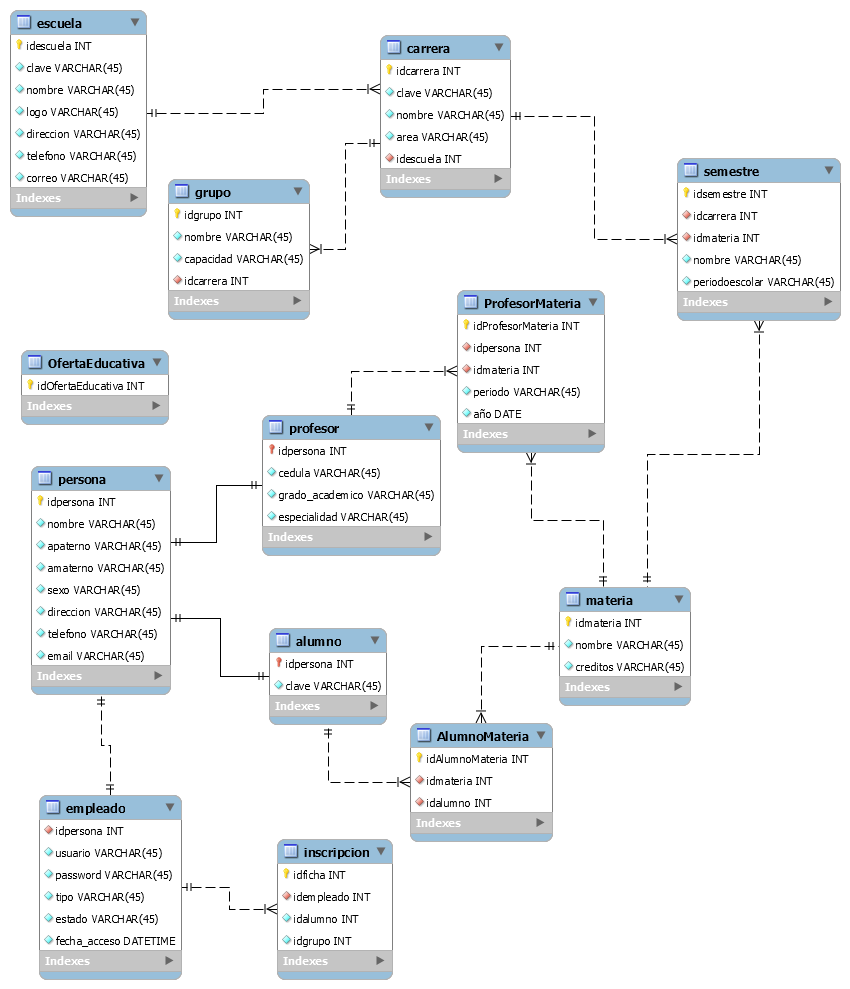 escuela
idescuela INT
clave VARCHAR(45)
nombre VARCHAR(45)
logo VARCHAR(45)
direccion VARCHAR(45)
telefono VARCHAR(45)
correo VARCHAR(45)
Indexes
carrera
idcarrera INT
clave VARCHAR(45)
nombre VARCHAR(45)
area VARCHAR(45)
idescuela INT
Indexes
grupo
idgrupo INT
nombre VARCHAR(45)
capacidad VARCHAR(45)
idcarrera INT
Indexes
semestre
idsemestre INT
idcarrera INT
idmateria INT
nombre VARCHAR(45)
periodoescolar VARCHAR(45)
Indexes
ProfesorMateria
idProfesorMateria INT
idpersona INT
idmateria INT
periodo VARCHAR(45)
año DATE
Indexes
OfertaEducativa
idOfertaEducativa INT
Indexes
profesor
idpersona INT
cedula VARCHAR(45)
grado_academico VARCHAR(45)
especialidad VARCHAR(45)
Indexes
persona
idpersona INT
nombre VARCHAR(45)
apaterno VARCHAR(45)
amaterno VARCHAR(45)
sexo VARCHAR(45)
direccion VARCHAR(45)
telefono VARCHAR(45)
email VARCHAR(45)
Indexes
materia
idmateria INT
nombre VARCHAR(45)
creditos VARCHAR(45)
Indexes
alumno
idpersona INT
clave VARCHAR(45)
Indexes
AlumnoMateria
idAlumnoMateria INT
idmateria INT
idalumno INT
Indexes
empleado
idpersona INT
usuario VARCHAR(45)
password VARCHAR(45)
tipo VARCHAR(45)
estado VARCHAR(45)
fecha_acceso DATETIME
Indexes
inscripcion
idficha INT
idempleado INT
idalumno INT
idgrupo INT
Indexes